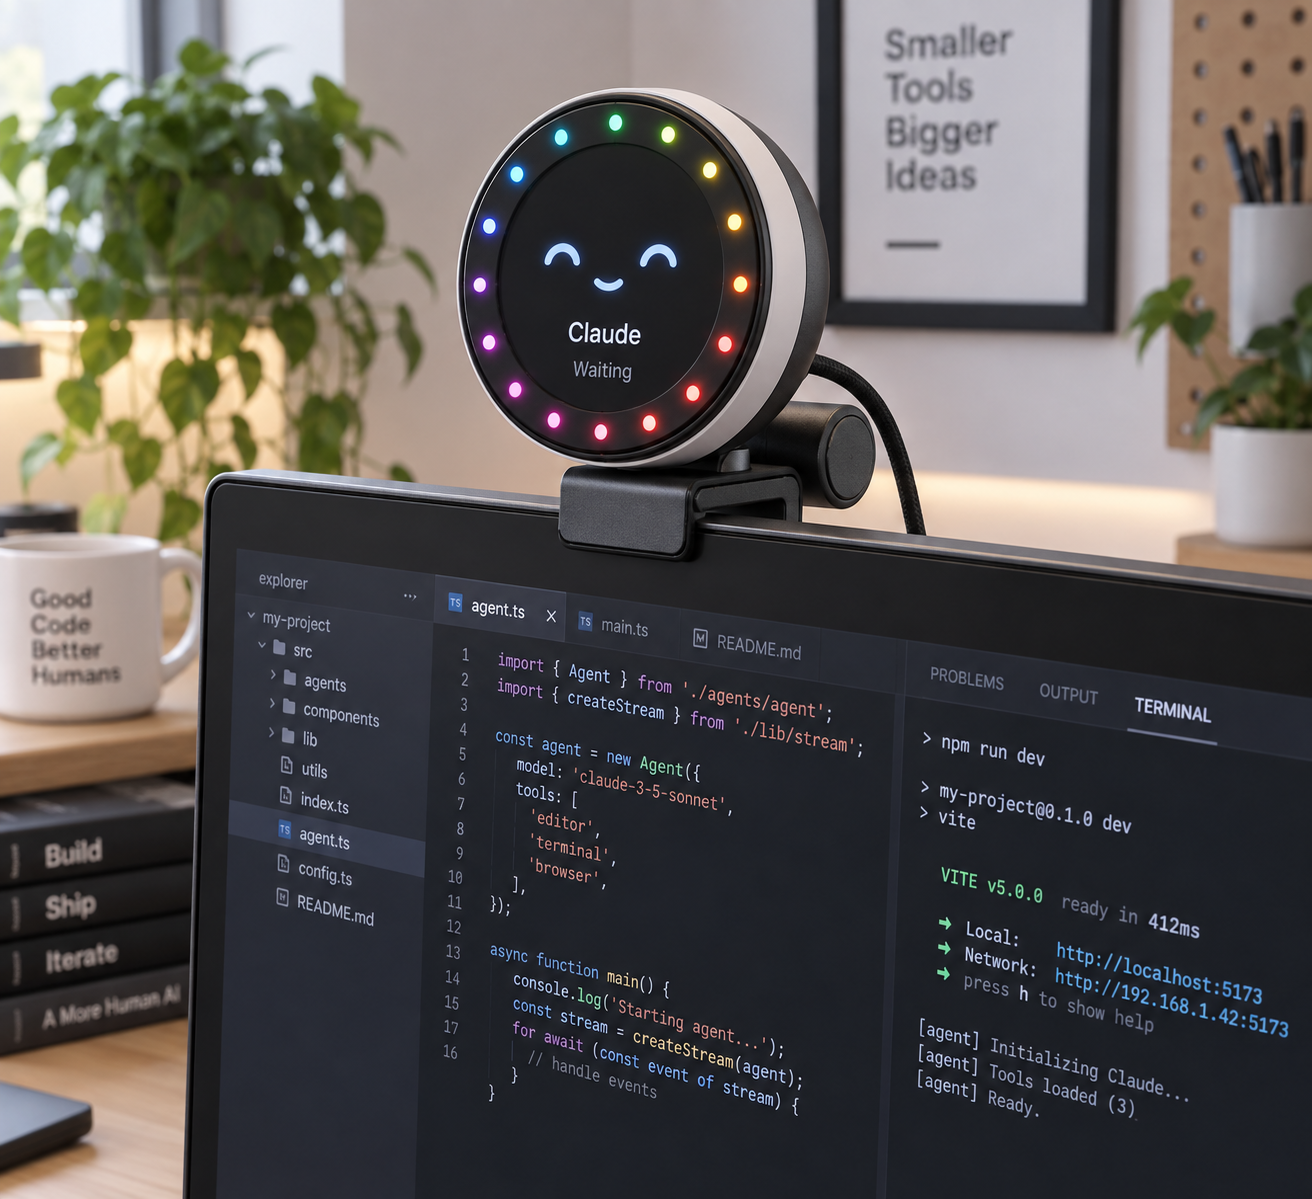 Smaller
Tools
Bigger
Ideas
Claude
Waiting
Good
Code
Better
Humans
Build
Ship
Iterate
A More Human AI
explorer
...
my-project
src
agents
components
lib
utils
index.ts
TS agent.ts
config.ts
README.md
TS agent.ts X
TS main.ts
M README.md
1 import { Agent } from './agents/agent';
2 import { createStream } from './lib/stream';
3
4 const agent = new Agent({
5 model: 'claude-3-5-sonnet',
6 tools: [
7 'editor',
8 'terminal',
9 'browser',
10 ],
11 });
12
13 async function main() {
14 console.log('Starting agent...');
15 const stream = createStream(agent);
17 for await (const event of stream) {
16 // handle events
}
}
PROBLEMS OUTPUT TERMINAL
> npm run dev
> my-project@0.1.0 dev
> vite
VITE v5.0.0 ready in 412ms
➜ Local: http://localhost:5173
➜ Network: http://192.168.1.42:5173
➜ press h to show help
[agent] Initializing Claude...
[agent] Tools loaded (3)
[agent] Ready.